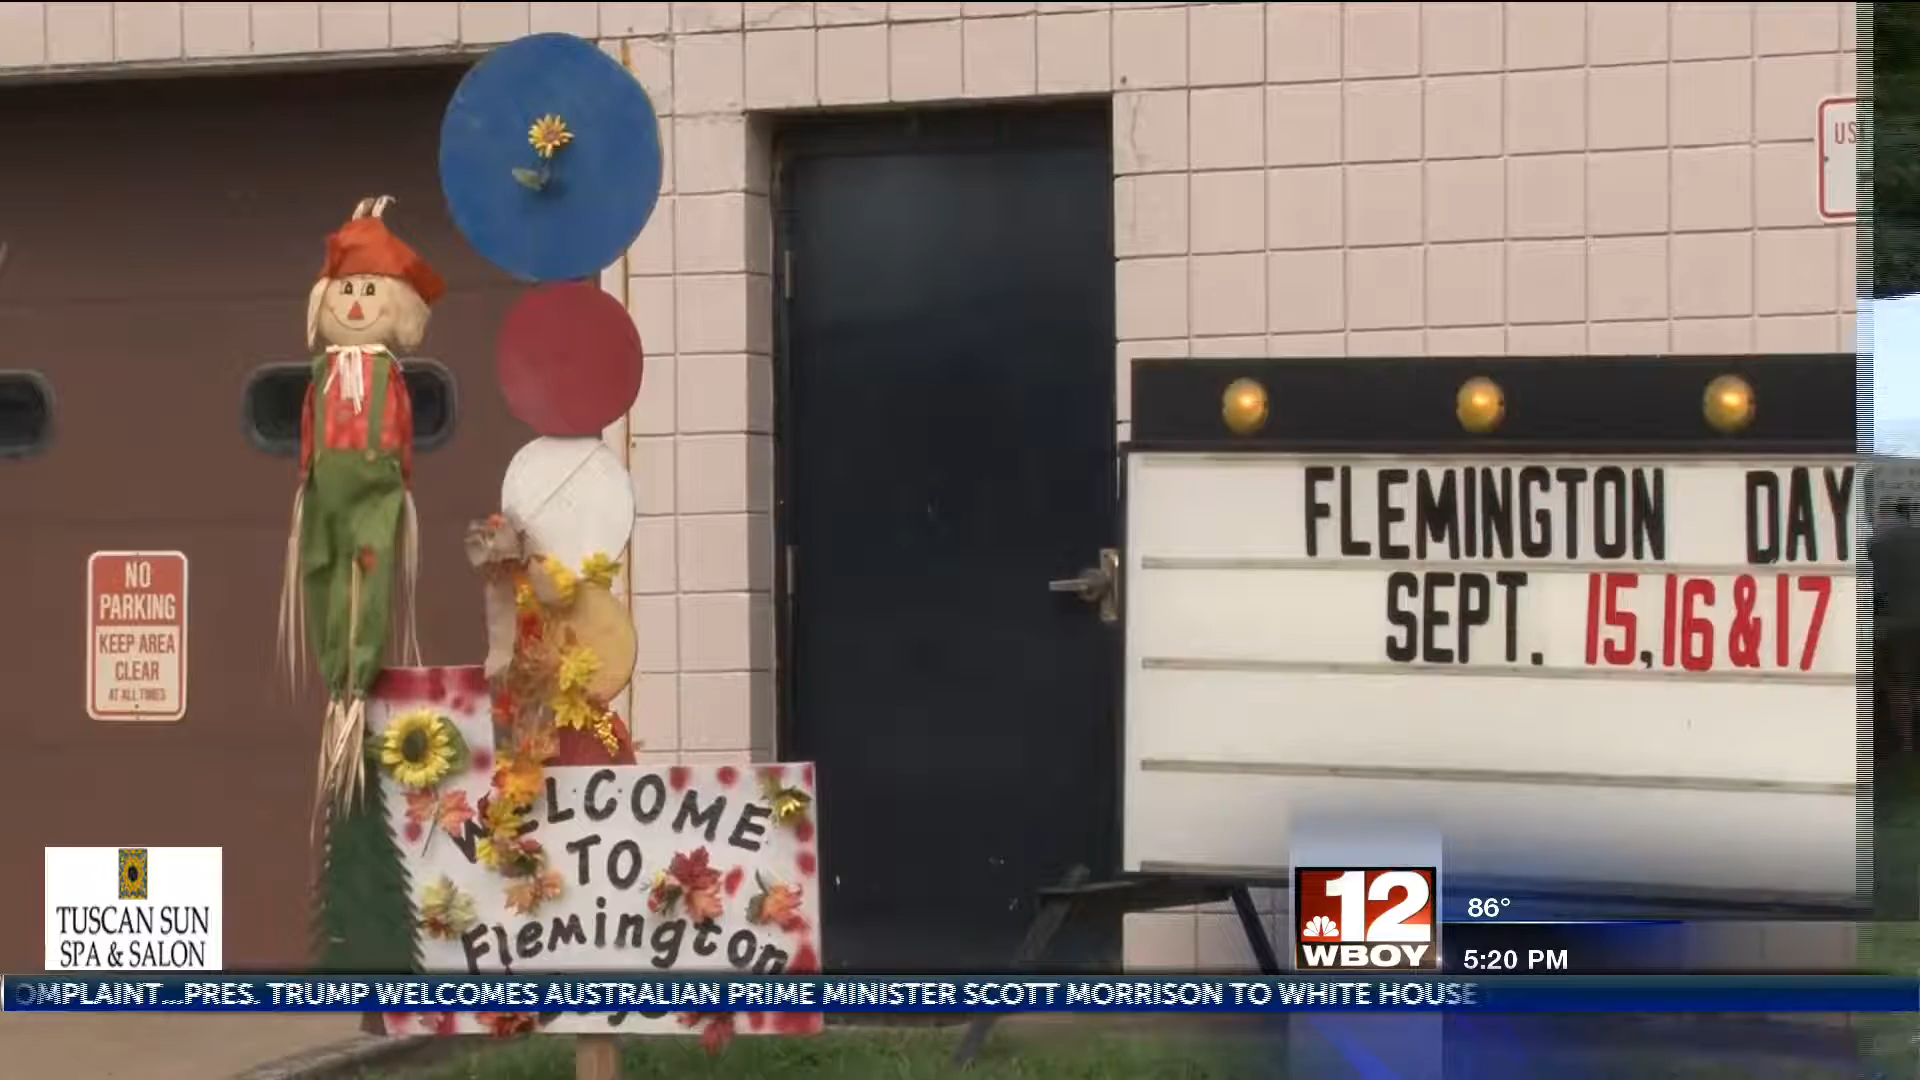 US
FLEMINGTON DAY
SEPT. 15,16 & 17
NO
PARKING
KEEP AREA
CLEAR
AT ALL TIMES
WELCOME
TO
Flemington
Days
TUSCAN SUN
SPA & SALON
12
WBOY
86°
5:20 PM
OMPLAINT...PRES. TRUMP WELCOMES AUSTRALIAN PRIME MINISTER SCOTT MORRISON TO WHITE HOUSE